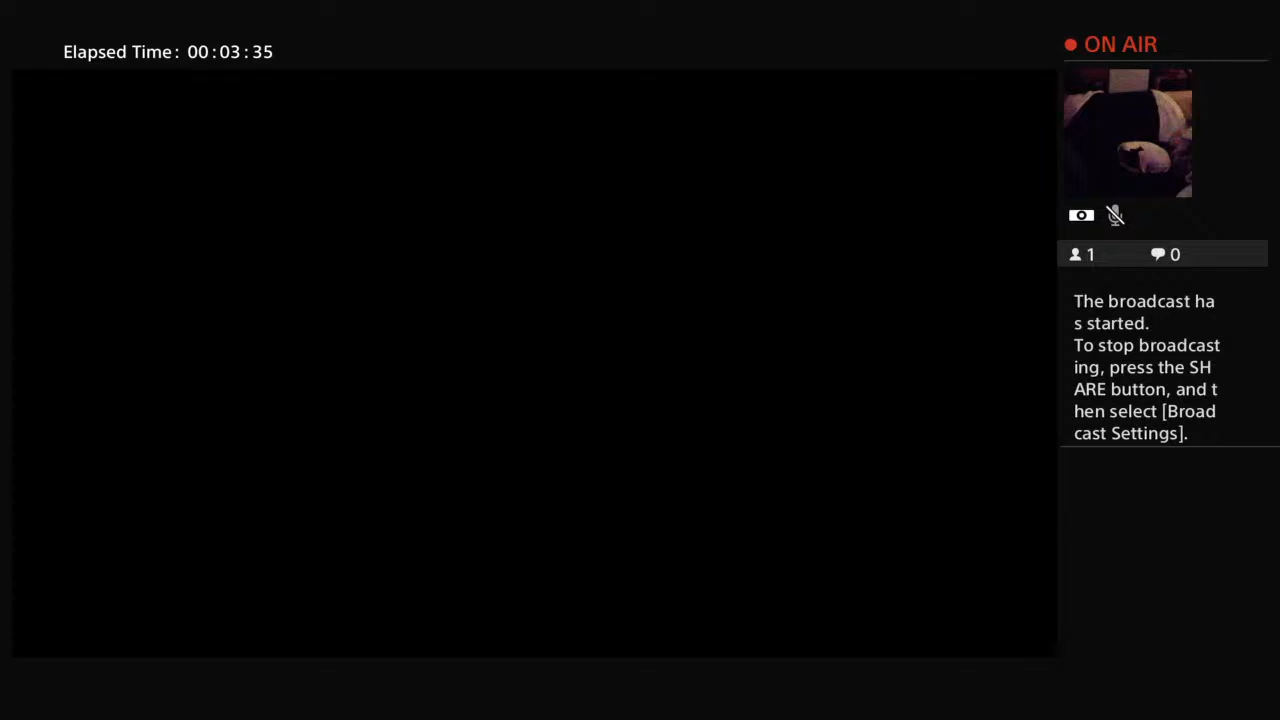 Elapsed Time: 00:03:35
ON AIR
1
0
The broadcast ha
s started.
To stop broadcast
ing, press the SH
ARE button, and t
hen select [Broad
cast Settings].